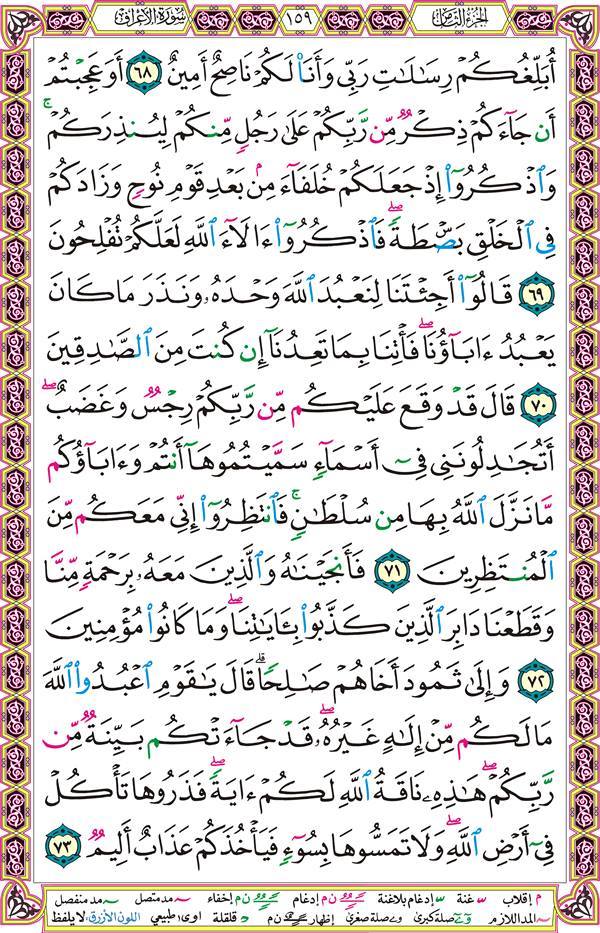 الجزء الثامن ١٥٩ سورة الأعراف
أُبَلِّغُكُمْ رِسَٰلَٰتِ رَبِّى وَأَنَا۠ لَكُمْ نَاصِحٌ أَمِينٌ ٦٨ أَوَعَجِبْتُمْ
أَن جَآءَكُمْ ذِكْرٌ مِّن رَّبِّكُمْ عَلَىٰ رَجُلٍ مِّنكُمْ لِيُنذِرَكُمْ ۚ
وَٱذْكُرُوٓا۟ إِذْ جَعَلَكُمْ خُلَفَآءَ مِنۢ بَعْدِ قَوْمِ نُوحٍ وَزَادَكُمْ
فِى ٱلْخَلْقِ بَصْۜطَةً ۖ فَٱذْكُرُوٓا۟ ءَالَآءَ ٱللَّهِ لَعَلَّكُمْ تُفْلِحُونَ
٦٩ قَالُوٓا۟ أَجِئْتَنَا لِنَعْبُدَ ٱللَّهَ وَحْدَهُۥ وَنَذَرَ مَا كَانَ
يَعْبُدُ ءَابَآؤُنَا ۖ فَأْتِنَا بِمَا تَعِدُنَآ إِن كُنتَ مِنَ ٱلصَّٰدِقِينَ
٧٠ قَالَ قَدْ وَقَعَ عَلَيْكُم مِّن رَّبِّكُمْ رِجْسٌ وَغَضَبٌ ۖ
أَتُجَٰدِلُونَنِى فِىٓ أَسْمَآءٍ سَمَّيْتُمُوهَآ أَنتُمْ وَءَابَآؤُكُم
مَّا نَزَّلَ ٱللَّهُ بِهَا مِن سُلْطَٰنٍ ۚ فَٱنتَظِرُوٓا۟ إِنِّى مَعَكُم مِّنَ
ٱلْمُنتَظِرِينَ ٧١ فَأَنجَيْنَٰهُ وَٱلَّذِينَ مَعَهُۥ بِرَحْمَةٍ مِّنَّا
وَقَطَعْنَا دَابِرَ ٱلَّذِينَ كَذَّبُوا۟ بِـَٔايَٰتِنَا ۖ وَمَا كَانُوا۟ مُؤْمِنِينَ
٧٢ وَإِلَىٰ ثَمُودَ أَخَاهُمْ صَٰلِحًا ۗ قَالَ يَٰقَوْمِ ٱعْبُدُوا۟ ٱللَّهَ
مَا لَكُم مِّنْ إِلَٰهٍ غَيْرُهُۥ ۖ قَدْ جَآءَتْكُم بَيِّنَةٌ مِّن
رَّبِّكُمْ ۖ هَٰذِهِۦ نَاقَةُ ٱللَّهِ لَكُمْ ءَايَةً ۖ فَذَرُوهَا تَأْكُلْ
فِىٓ أَرْضِ ٱللَّهِ ۖ وَلَا تَمَسُّوهَا بِسُوٓءٍ فَيَأْخُذَكُمْ عَذَابٌ أَلِيمٌ ٧٣
م إقلاب غنة إدغام بلاغنة ن م إدغام إخفاء مد متصل مد منفصل
المد اللازم صلة كبرى صلة صغرى إظهار ن م قلقلة اوى طبيعي اللون الأزرق لا يلفظ